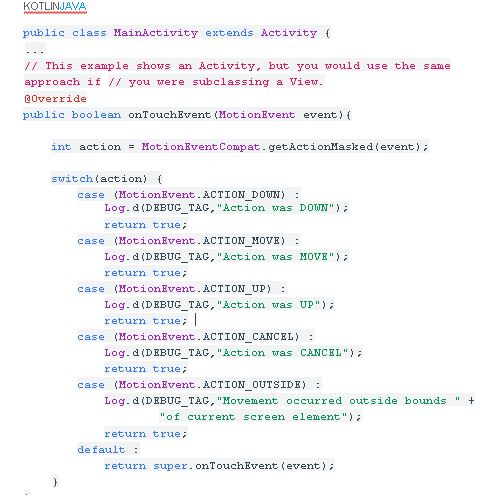 KOTLINJAVA
public class MainActivity extends Activity {
...
// This example shows an Activity, but you would use the same
approach if // you were subclassing a View.
@Override
public boolean onTouchEvent(MotionEvent event){
int action = MotionEventCompat.getActionMasked(event);
switch(action) {
case (MotionEvent.ACTION_DOWN) :
Log.d(DEBUG_TAG,"Action was DOWN");
return true;
case (MotionEvent.ACTION_MOVE) :
Log.d(DEBUG_TAG,"Action was MOVE");
return true;
case (MotionEvent.ACTION_UP) :
Log.d(DEBUG_TAG,"Action was UP");
return true;
case (MotionEvent.ACTION_CANCEL) :
Log.d(DEBUG_TAG,"Action was CANCEL");
return true;
case (MotionEvent.ACTION_OUTSIDE) :
Log.d(DEBUG_TAG,"Movement occurred outside bounds " +
"of current screen element");
return true;
default :
return super.onTouchEvent(event);
}